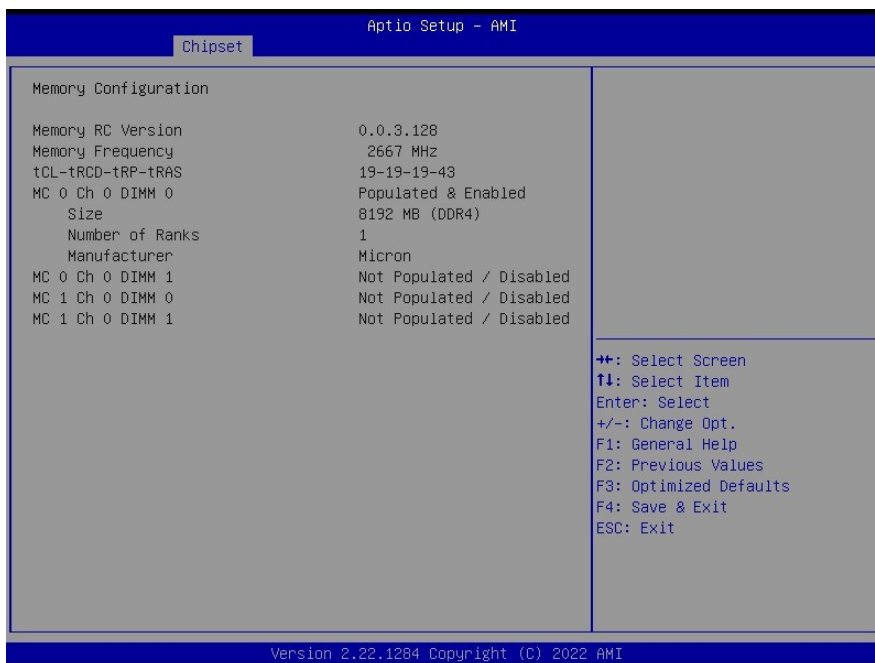 Aptio Setup - AMI
Chipset
Memory Configuration
Memory RC Version 0.0.3.128
Memory Frequency 2667 MHz
tCL-tRCD-tRP-tRAS 19-19-19-43
MC 0 Ch 0 DIMM 0 Populated & Enabled
Size 8192 MB (DDR4)
Number of Ranks 1
Manufacturer Micron
MC 0 Ch 0 DIMM 1 Not Populated / Disabled
MC 1 Ch 0 DIMM 0 Not Populated / Disabled
MC 1 Ch 0 DIMM 1 Not Populated / Disabled
→←: Select Screen
↑↓: Select Item
Enter: Select
+/-: Change Opt.
F1: General Help
F2: Previous Values
F3: Optimized Defaults
F4: Save & Exit
ESC: Exit
Version 2.22.1284 Copyright (C) 2022 AMI